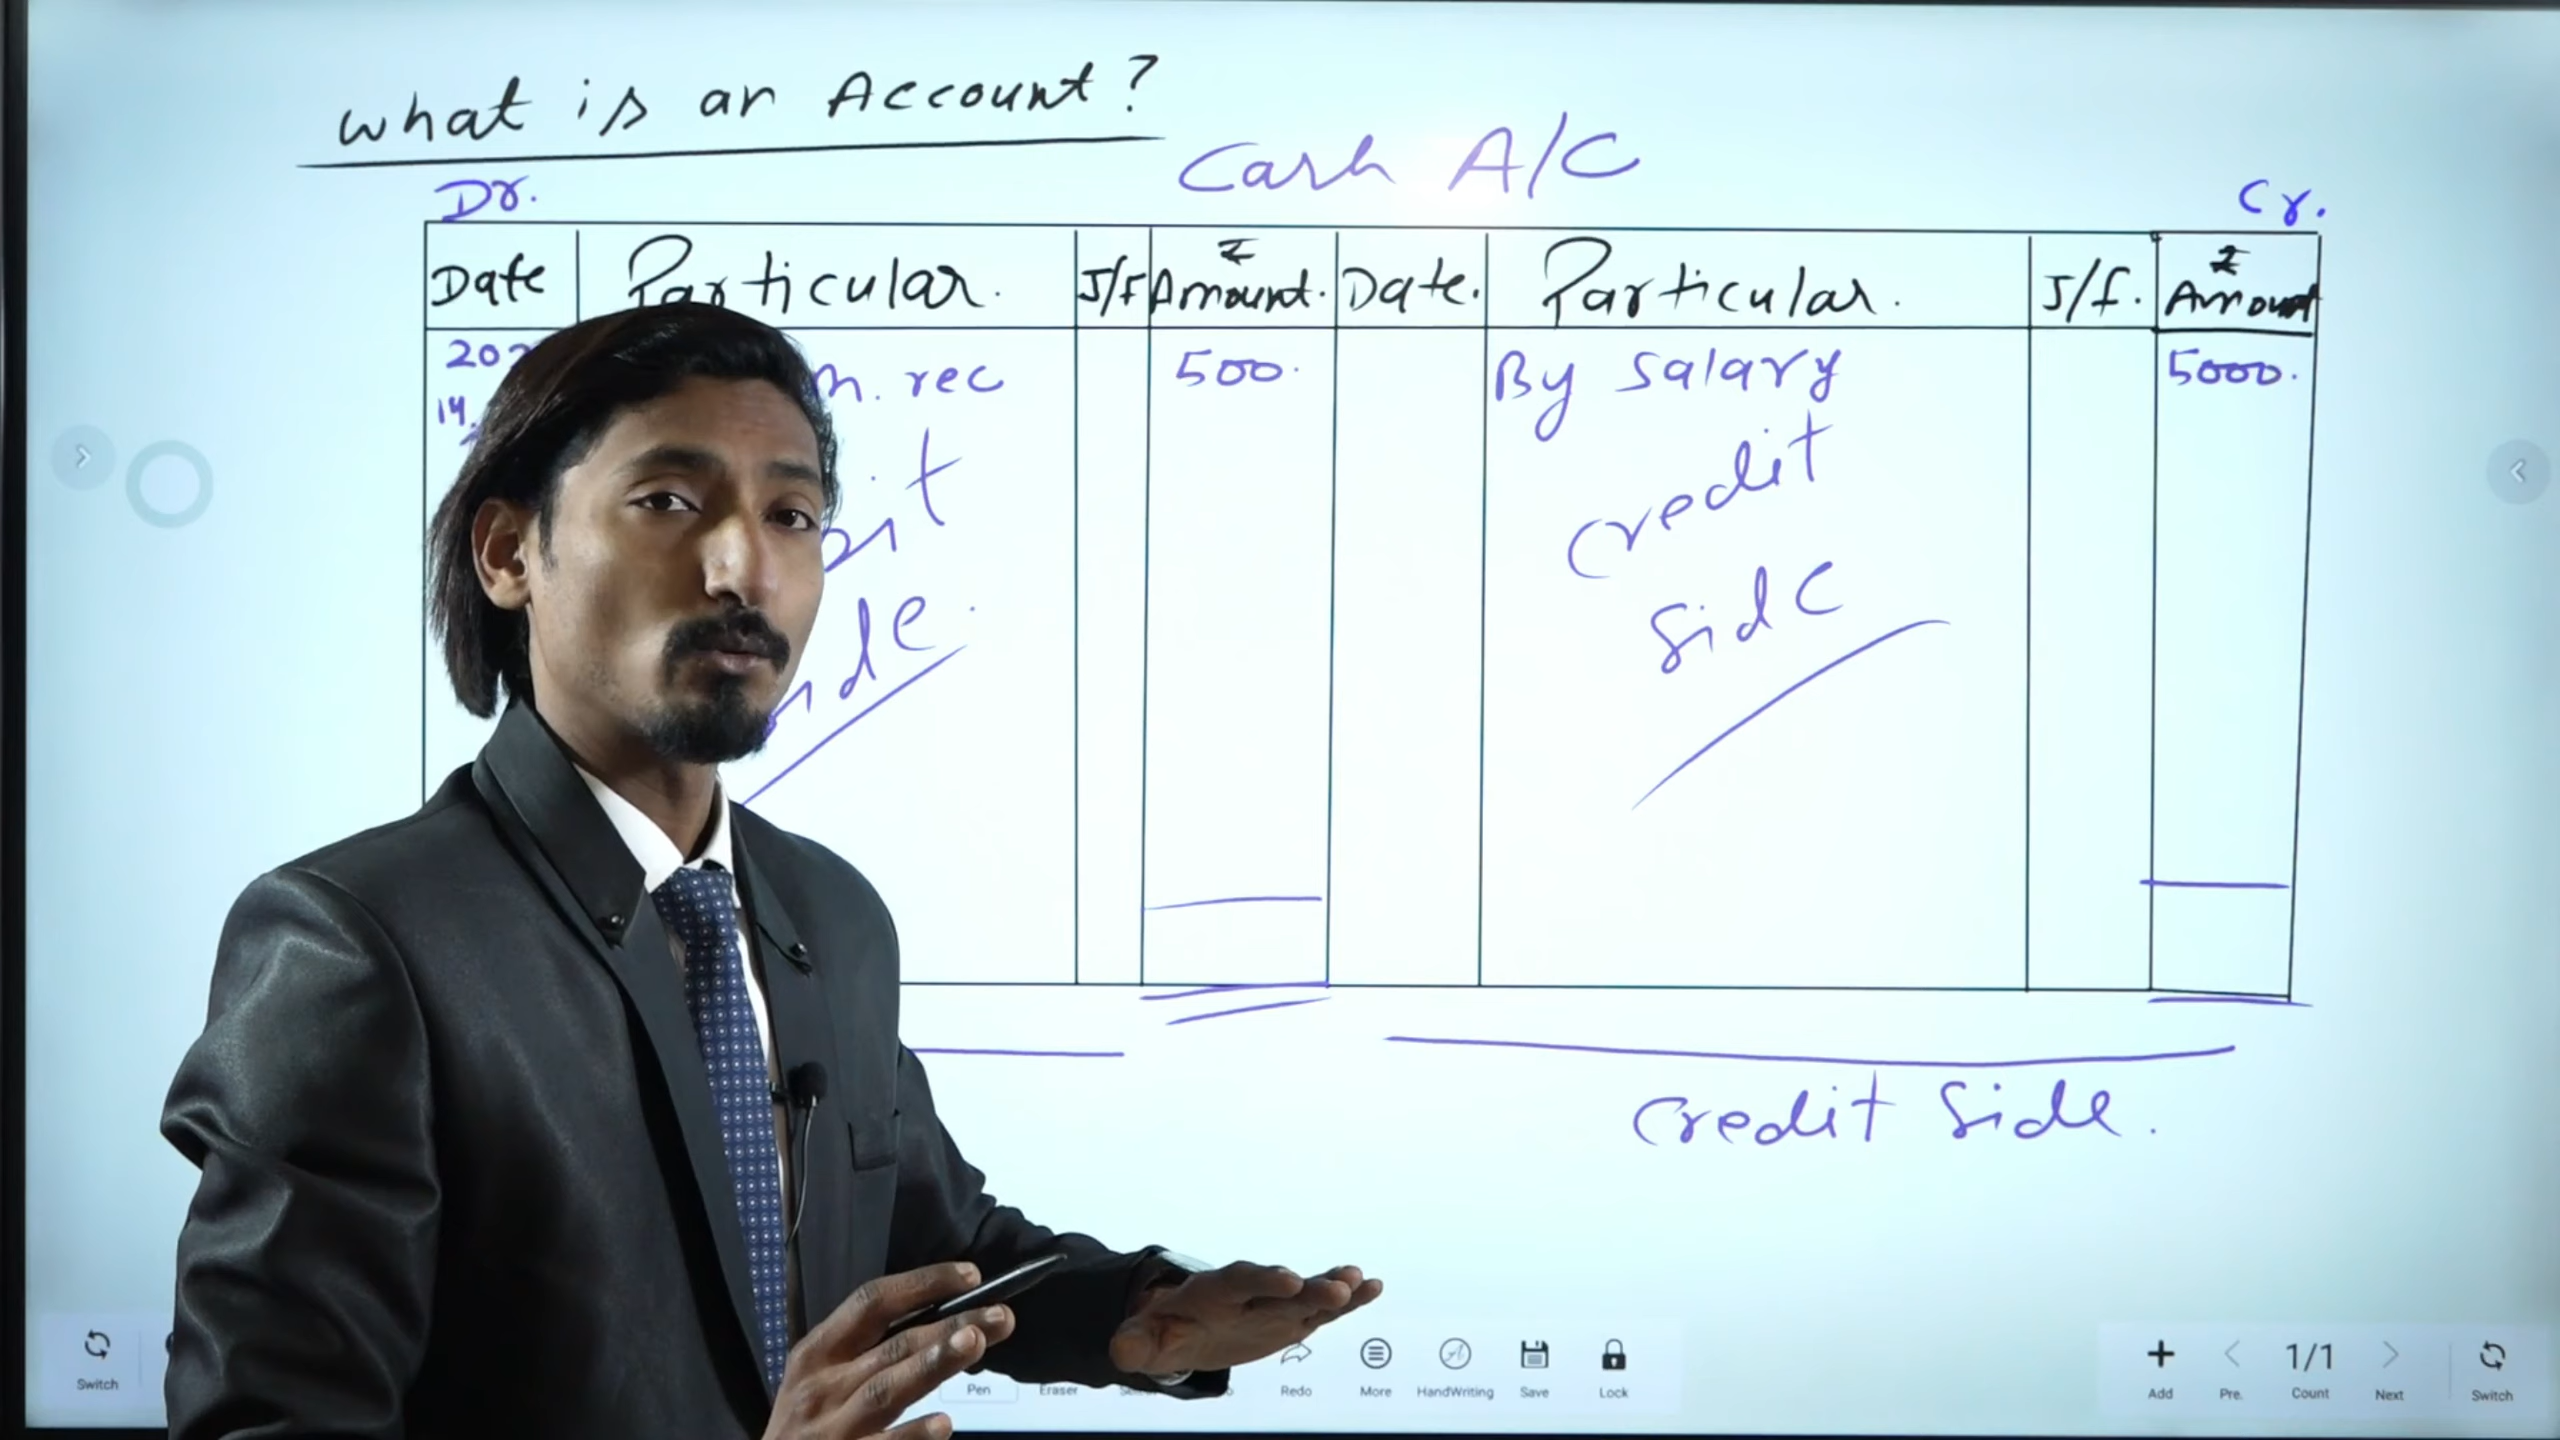 What is an Account?
Cash A/C
Dr.
Cr.
Date Particular. J/F ₹ Amount. Date. Particular. J/f. ₹ Amount
rec 500. By Salary 5000.
14.
credit
side
Credit Side.
Switch Pen Eraser Redo More HandWriting Save Lock Add Pre. 1/1 Count Next Switch